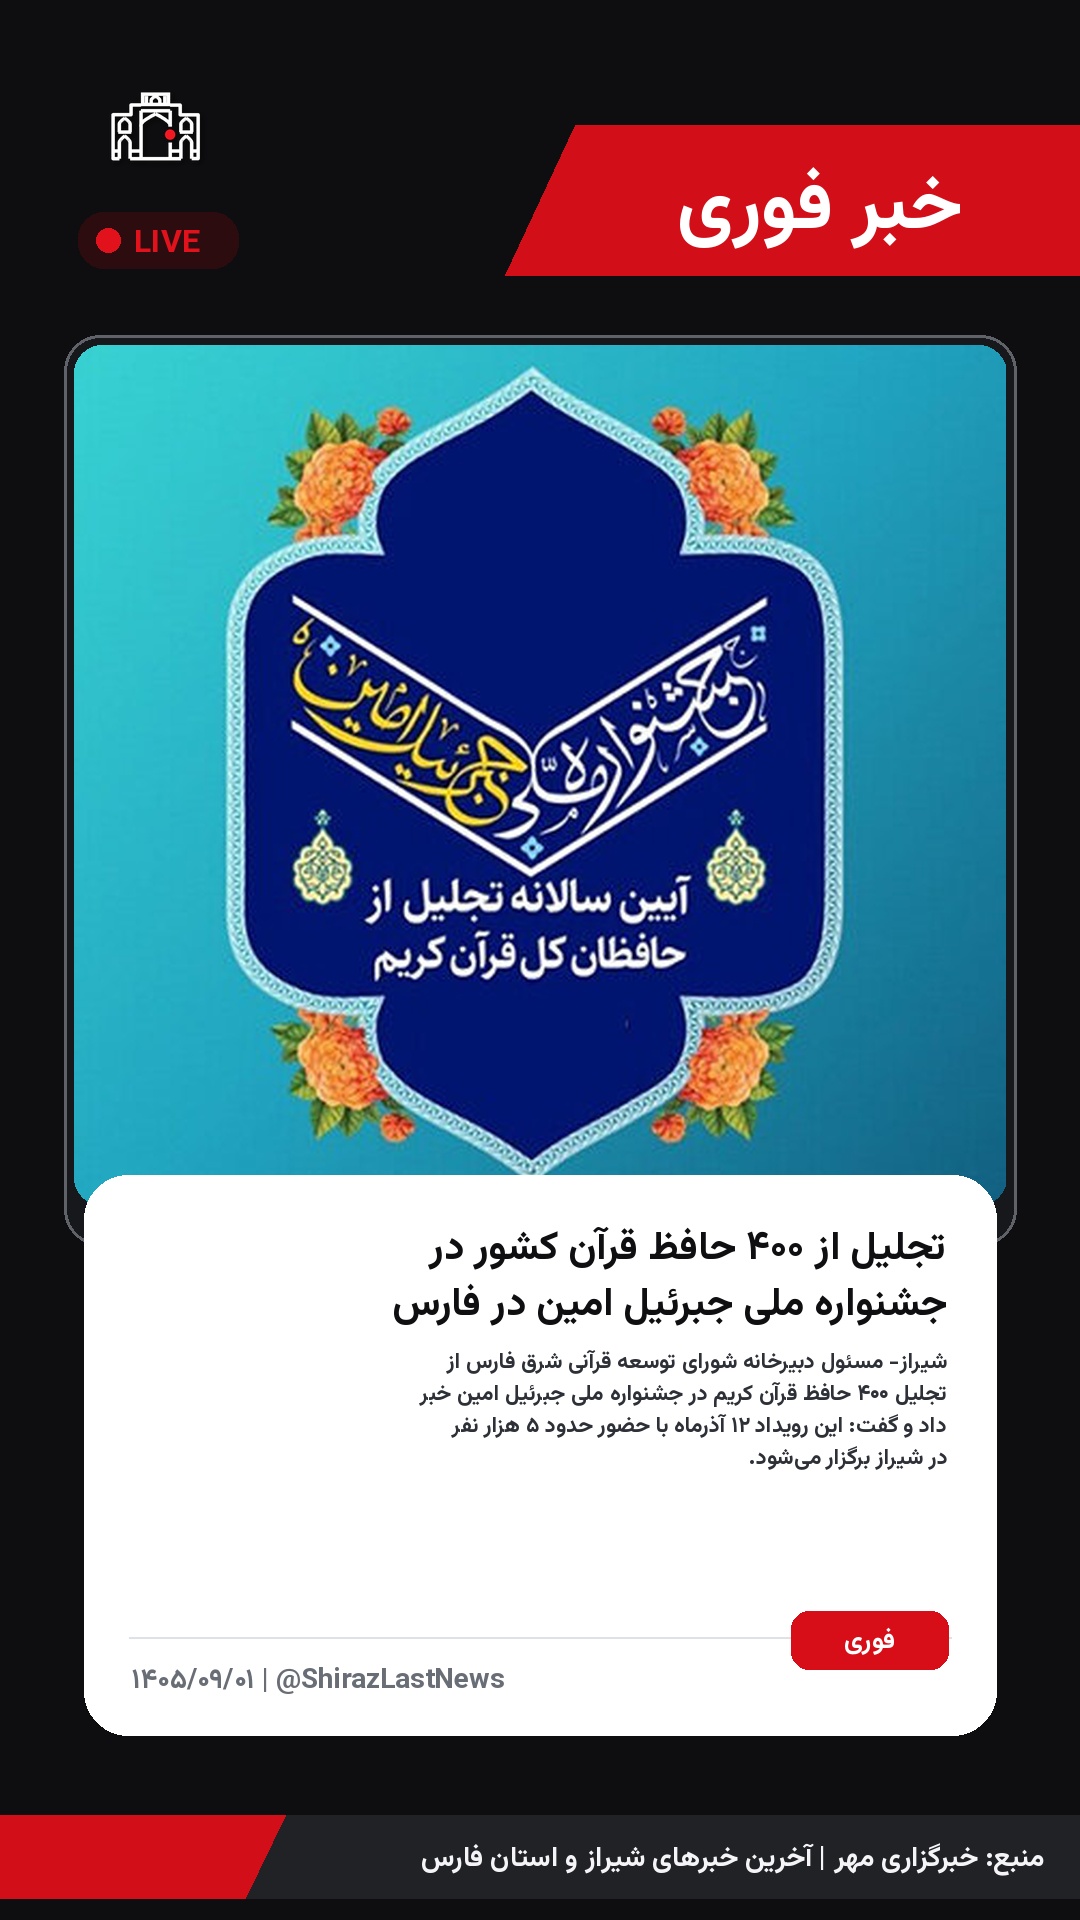 خبر فوری
LIVE
جشنواره ملّی جبرئیل امین
آیین سالانه تجلیل از
حافظان کل قرآن کریم
تجلیل از ۴۰۰ حافظ قرآن کشور در
جشنواره ملی جبرئیل امین در فارس
شیراز- مسئول دبیرخانه شورای توسعه قرآنی شرق فارس از
تجلیل ۴۰۰ حافظ قرآن کریم در جشنواره ملی جبرئیل امین خبر
داد و گفت: این رویداد ۱۲ آذرماه با حضور حدود ۵ هزار نفر
در شیراز برگزار می‌شود.
فوری
۱۴۰۵/۰۹/۰۱ | @ShirazLastNews
منبع: خبرگزاری مهر | آخرین خبرهای شیراز و استان فارس